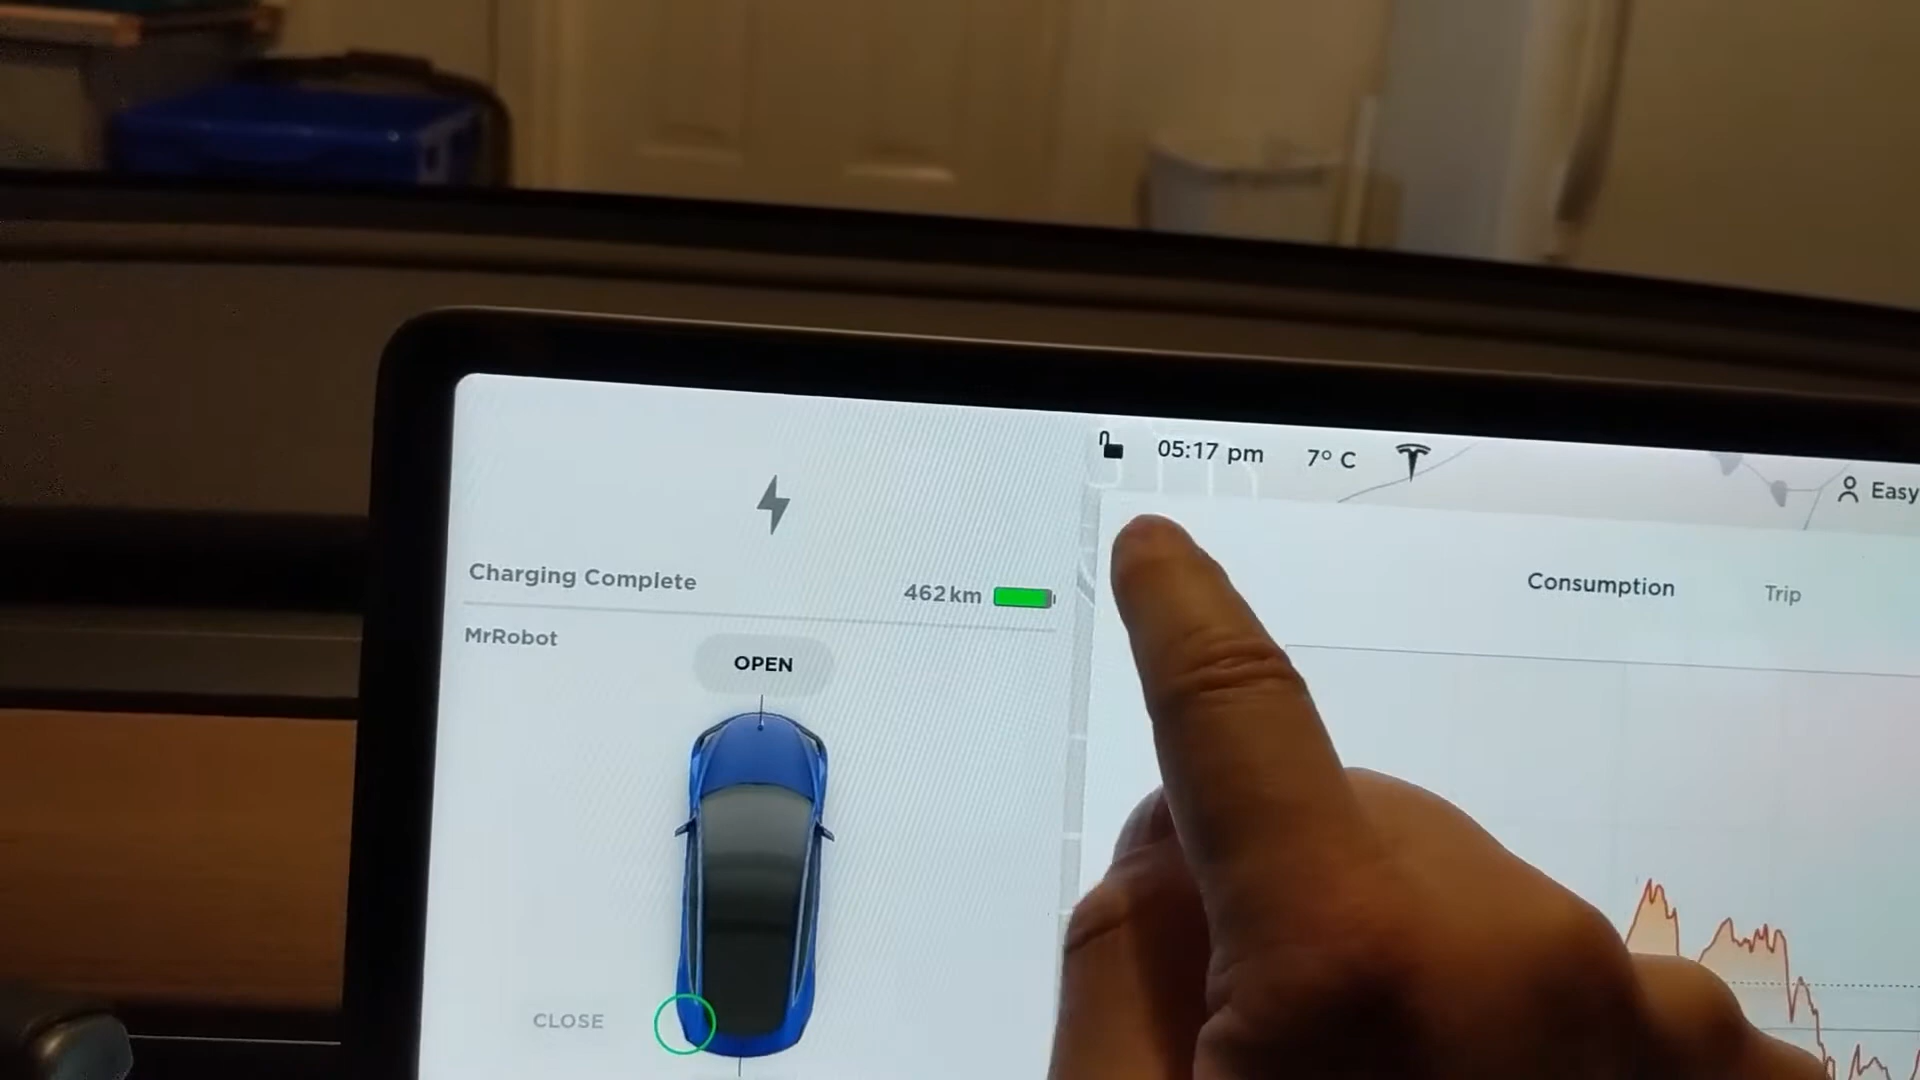 05:17 pm
7° C
Easy
Charging Complete
462 km
MrRobot
OPEN
CLOSE
Consumption
Trip